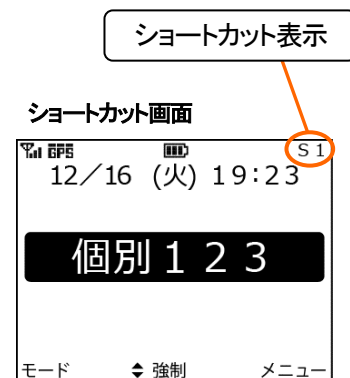 ショートカット表示
ショートカット画面
GPS S1
12／16 (火) 19:23
個別１２３
モード 強制 メニュー